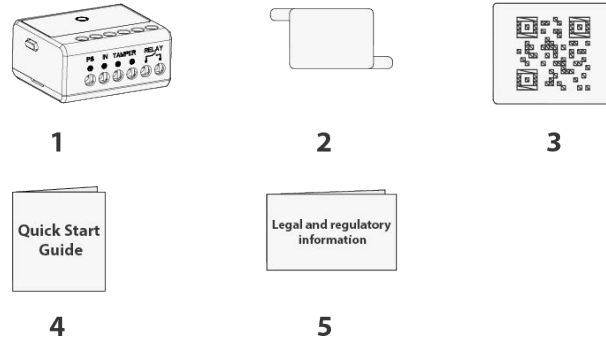 PS IN TAMPER RELAY
1
2
3
Quick Start
Guide
Legal and regulatory
information
4
5